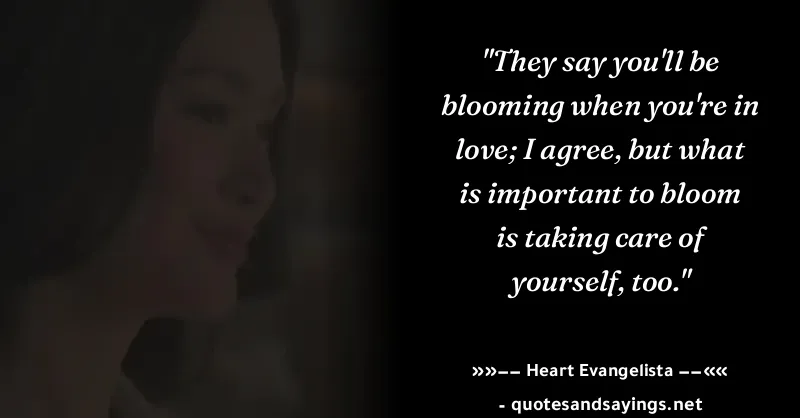 "They say you'll be
blooming when you're in
love; I agree, but what
is important to bloom
is taking care of
yourself, too."
»»−− Heart Evangelista −−««
- quotesandsayings.net